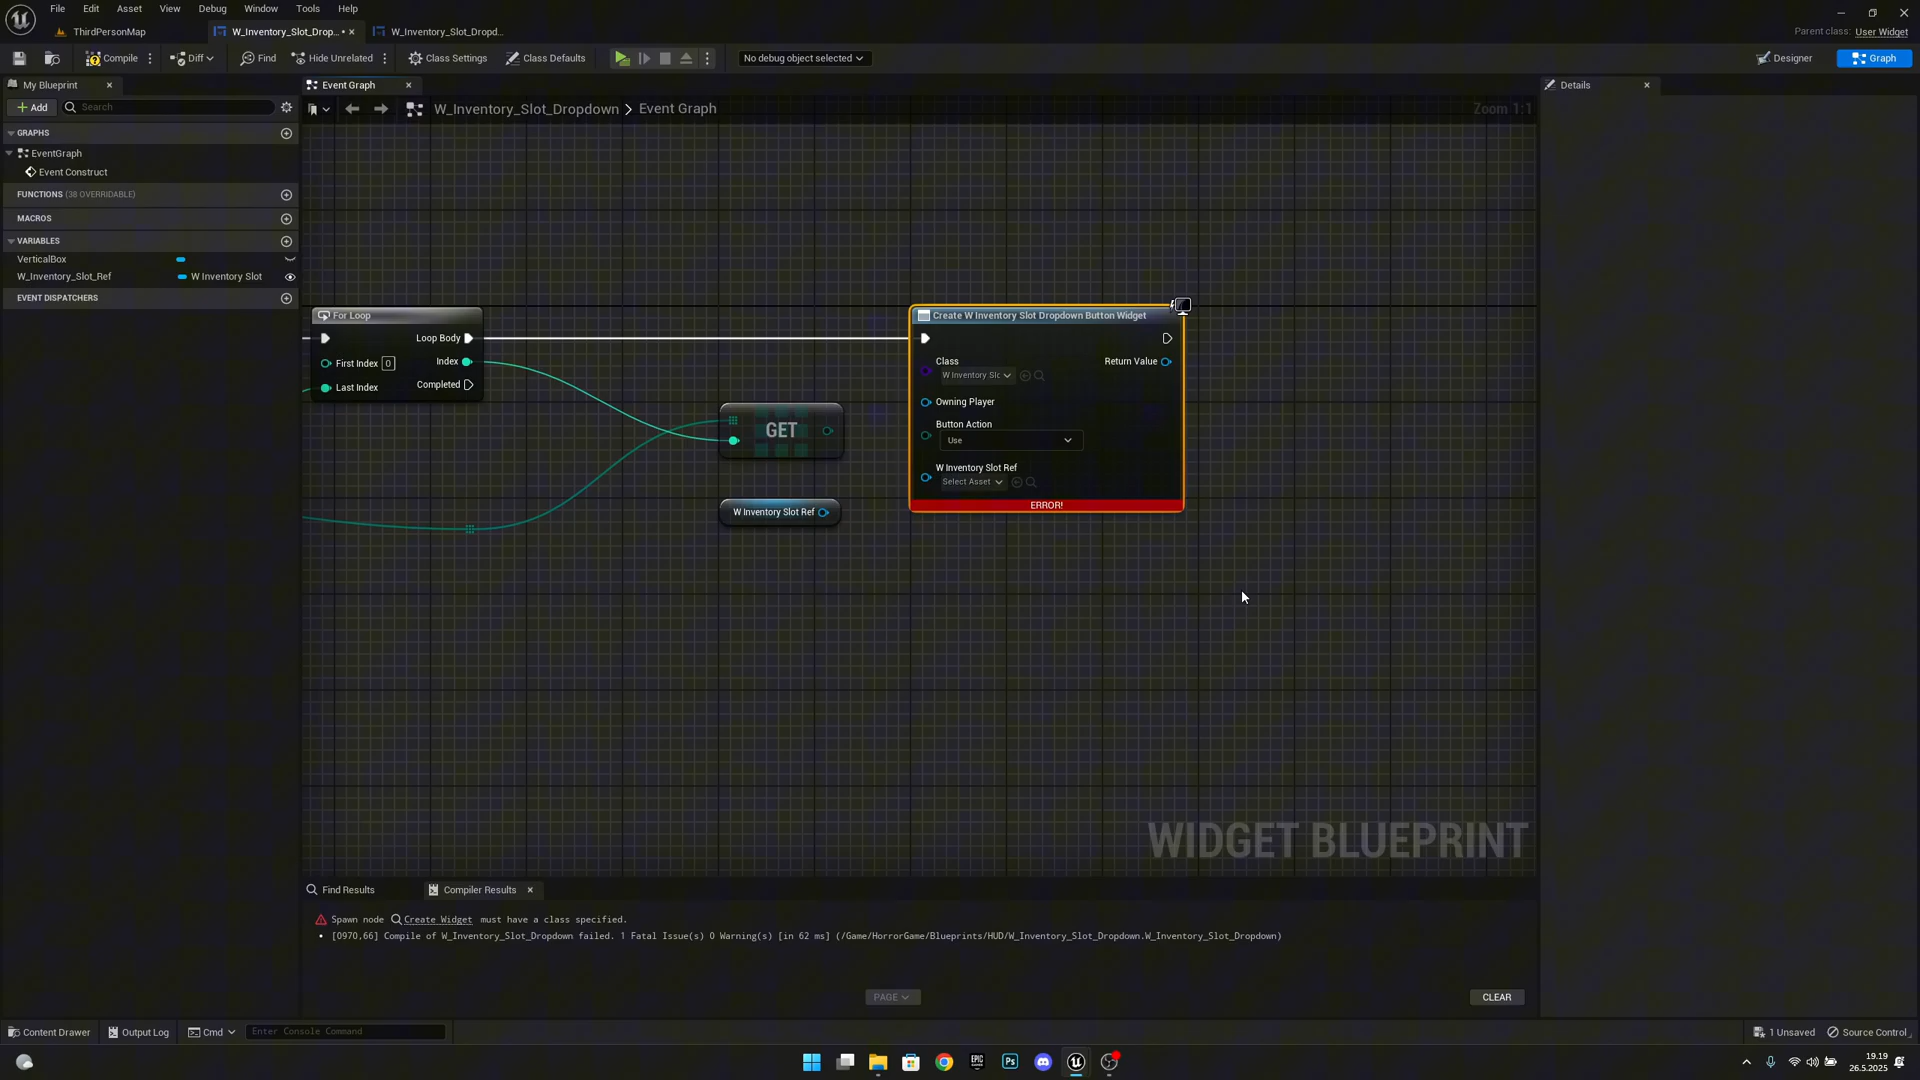 File Edit Asset View Debug Window Tools Help
ThirdPersonMap
W_Inventory_Slot_Drop... •
W_Inventory_Slot_Dropd...
Parent class: User Widget
Compile
Diff
Find
Hide Unrelated
Class Settings
Class Defaults
No debug object selected
Designer
Graph
My Blueprint
Event Graph
Details
Add
Search
W_Inventory_Slot_Dropdown > Event Graph
Zoom 1:1
GRAPHS
EventGraph
Event Construct
FUNCTIONS (38 OVERRIDABLE)
MACROS
VARIABLES
VerticalBox
W_Inventory_Slot_Ref W Inventory Slot
EVENT DISPATCHERS
For Loop
Loop Body
First Index 0
Index
Last Index
Completed
GET
W Inventory Slot Ref
Create W Inventory Slot Dropdown Button Widget
Class
Return Value
W Inventory Slc
Owning Player
Button Action
Use
W Inventory Slot Ref
Select Asset
ERROR!
WIDGET BLUEPRINT
Find Results
Compiler Results
Spawn node Create Widget must have a class specified.
• [0970,66] Compile of W_Inventory_Slot_Dropdown failed. 1 Fatal Issue(s) 0 Warning(s) [in 62 ms] (/Game/HorrorGame/Blueprints/HUD/W_Inventory_Slot_Dropdown.W_Inventory_Slot_Dropdown)
PAGE
CLEAR
Content Drawer
Output Log
Cmd
Enter Console Command
1 Unsaved
Source Control
EPIC
Ps
19.19
26.5.2025